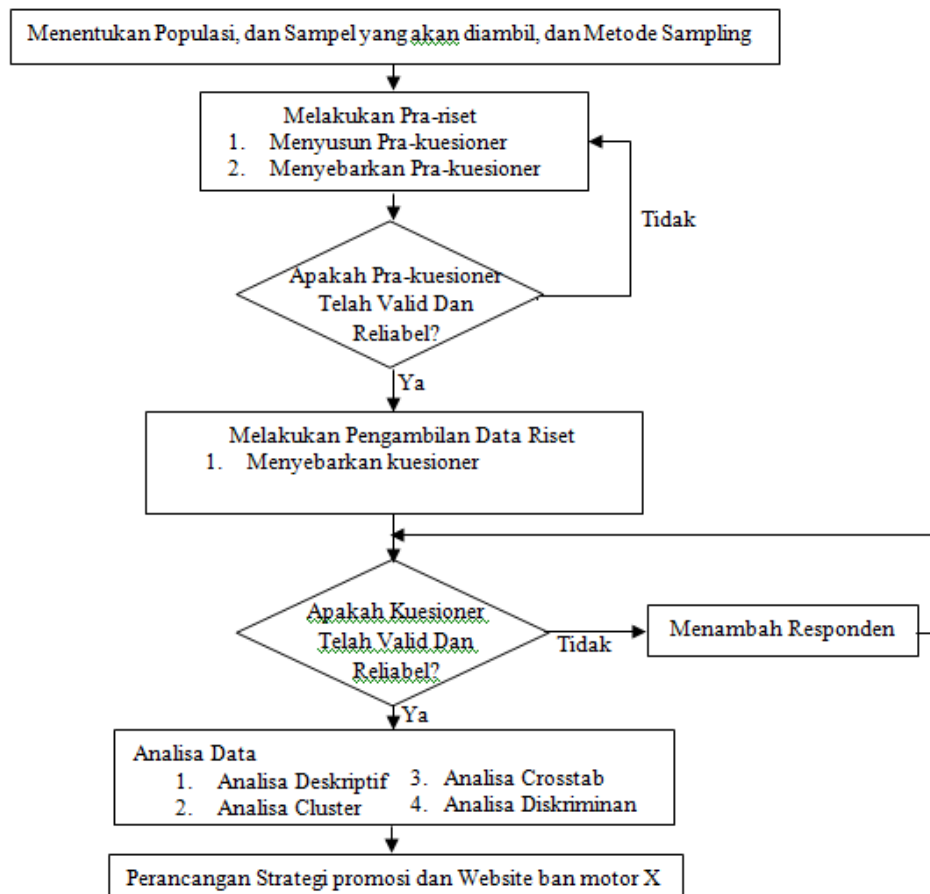 Menentukan Populasi, dan Sampel yang akan diambil, dan Metode Sampling
Melakukan Pra-riset
1. Menyusun Pra-kuesioner
2. Menyebarkan Pra-kuesioner
Tidak
Apakah Pra-kuesioner
Telah Valid Dan
Reliabel?
Ya
Melakukan Pengambilan Data Riset
1. Menyebarkan kuesioner
Apakah Kuesioner
Telah Valid Dan
Reliabel?
Tidak
Menambah Responden
Ya
Analisa Data
1. Analisa Deskriptif
2. Analisa Cluster
3. Analisa Crosstab
4. Analisa Diskriminan
Perancangan Strategi promosi dan Website ban motor X